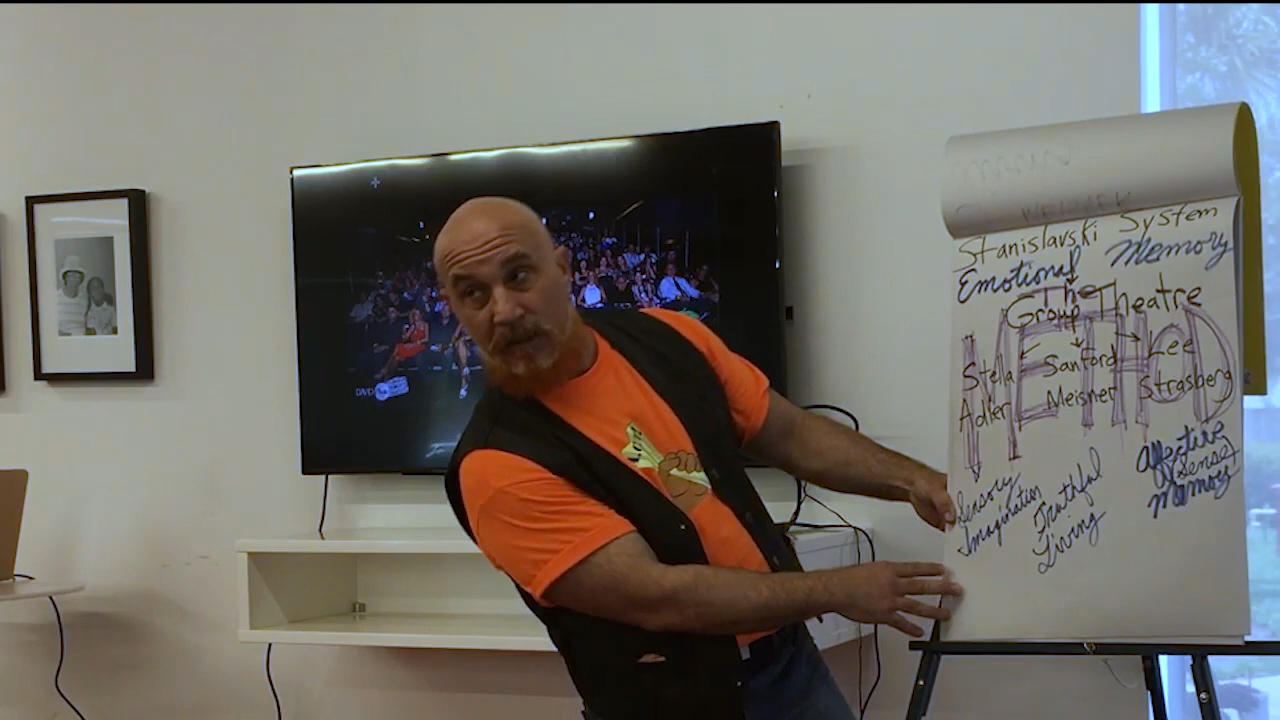 Stanislavski System
Emotional Memory
The
Group Theatre
METHOD
Stella Sanford Lee
Adler Meisner Strasberg
Sensory
Imagination
Truthful
Living
Affective
Sense
Memory
DVD